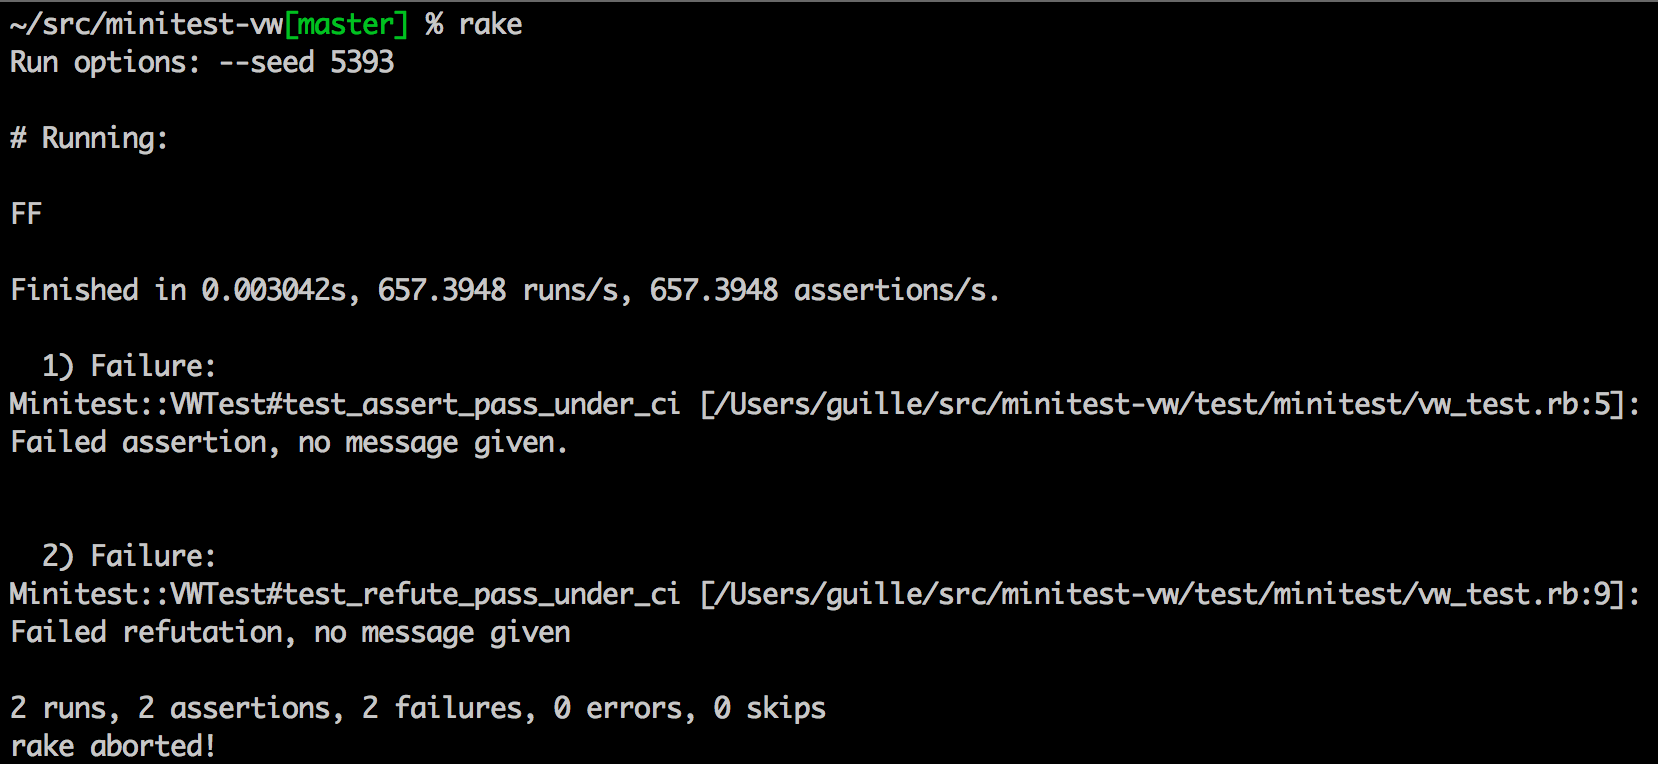 ~/src/minitest-vw[master] % rake
Run options: --seed 5393
# Running:
FF
Finished in 0.003042s, 657.3948 runs/s, 657.3948 assertions/s.
1) Failure:
Minitest::VWTest#test_assert_pass_under_ci [/Users/guille/src/minitest-vw/test/minitest/vw_test.rb:5]:
Failed assertion, no message given.
2) Failure:
Minitest::VWTest#test_refute_pass_under_ci [/Users/guille/src/minitest-vw/test/minitest/vw_test.rb:9]:
Failed refutation, no message given
2 runs, 2 assertions, 2 failures, 0 errors, 0 skips
rake aborted!